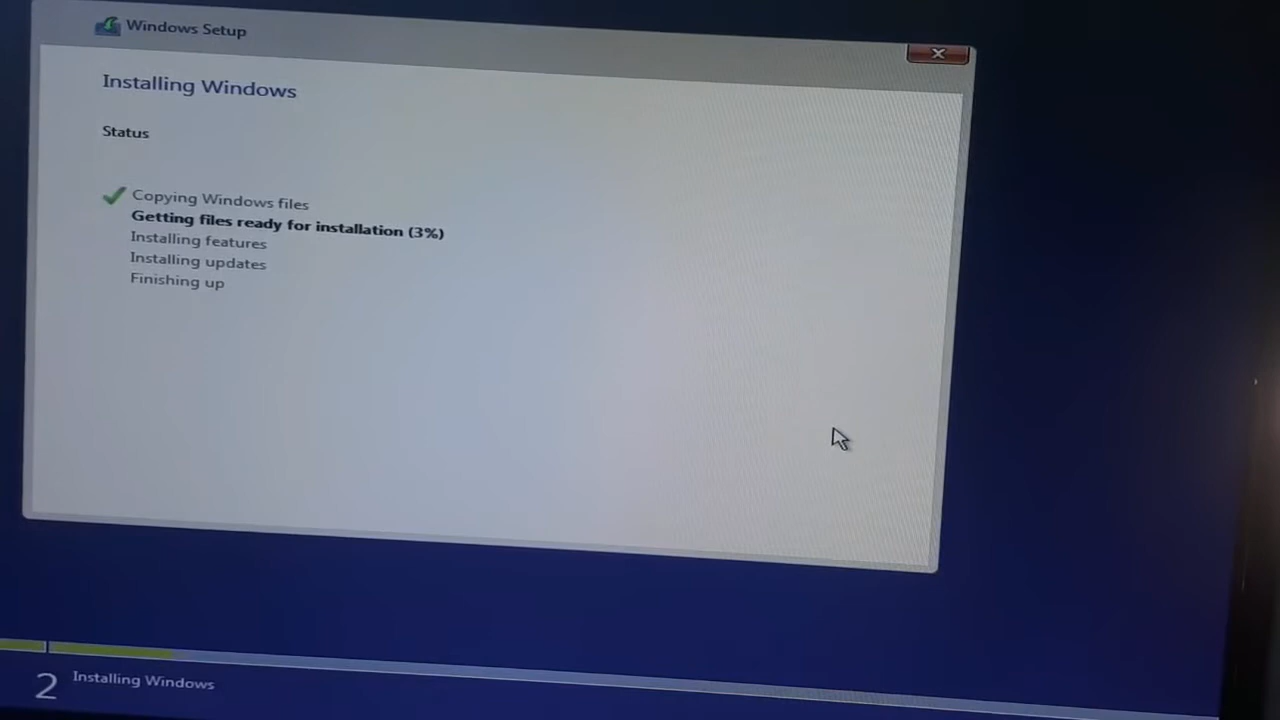 Windows Setup
Installing Windows
Status
Copying Windows files
Getting files ready for installation (3%)
Installing features
Installing updates
Finishing up
2 Installing Windows